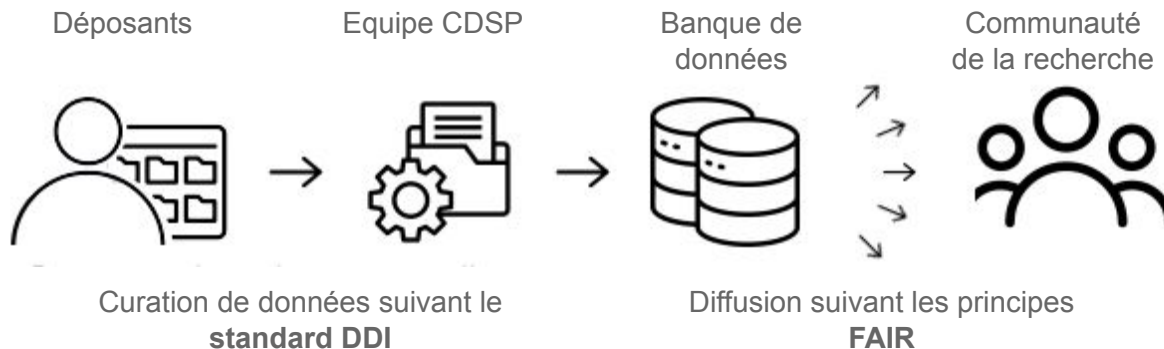 Déposants
Equipe CDSP
Banque de
données
Communauté
de la recherche
Curation de données suivant le
standard DDI
Diffusion suivant les principes
FAIR